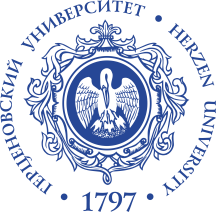 ГЕРЦЕНОВСКИЙ УНИВЕРСИТЕТ • HERZEN UNIVERSITY
• 1797 •